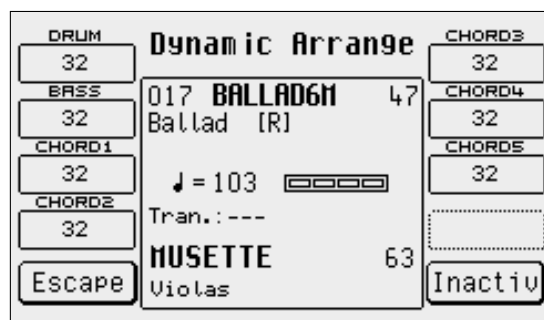 Dynamic Arrange
DRUM
32
BASS
32
CHORD1
32
CHORD2
32
Escape
017 BALLAD6M 47
Ballad [R]
♩=103
Tran.:---
MUSETTE 63
Violas
CHORD3
32
CHORD4
32
CHORD5
32
Inactiv